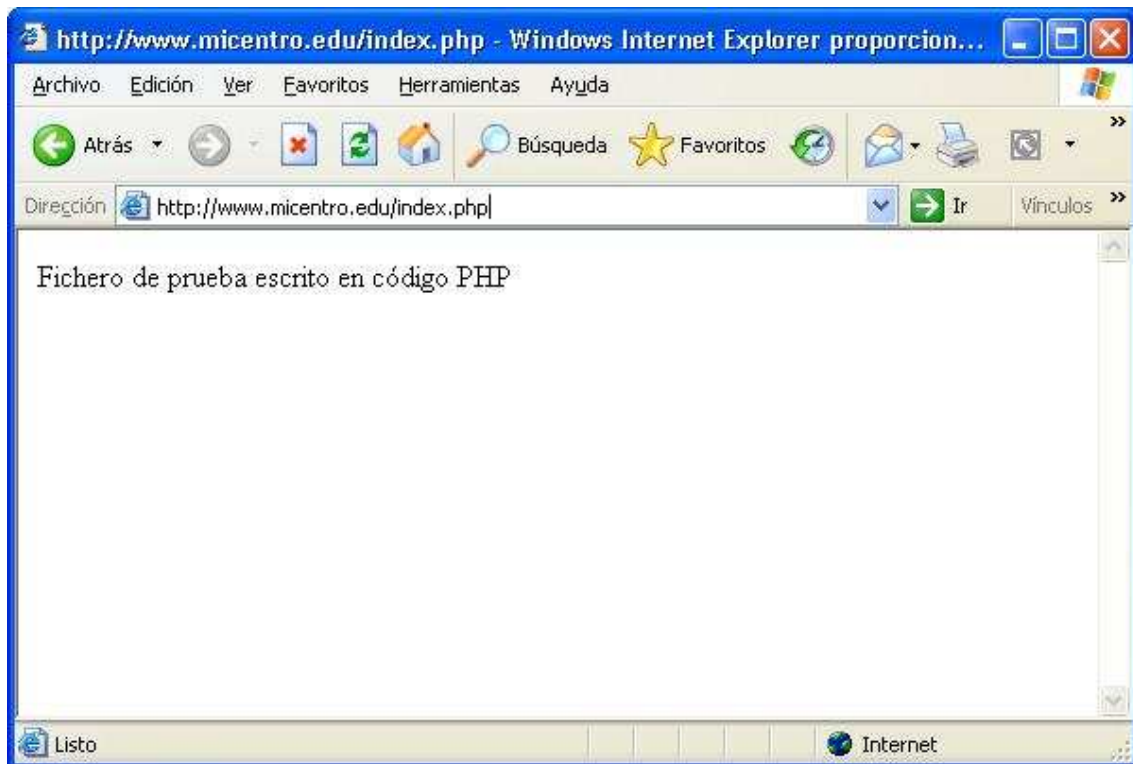 http://www.micentro.edu/index.php - Windows Internet Explorer proporcion...
Archivo Edición Ver Favoritos Herramientas Ayuda
Atrás Búsqueda Favoritos »
Dirección http://www.micentro.edu/index.php Ir Vínculos »
Fichero de prueba escrito en código PHP
Listo Internet